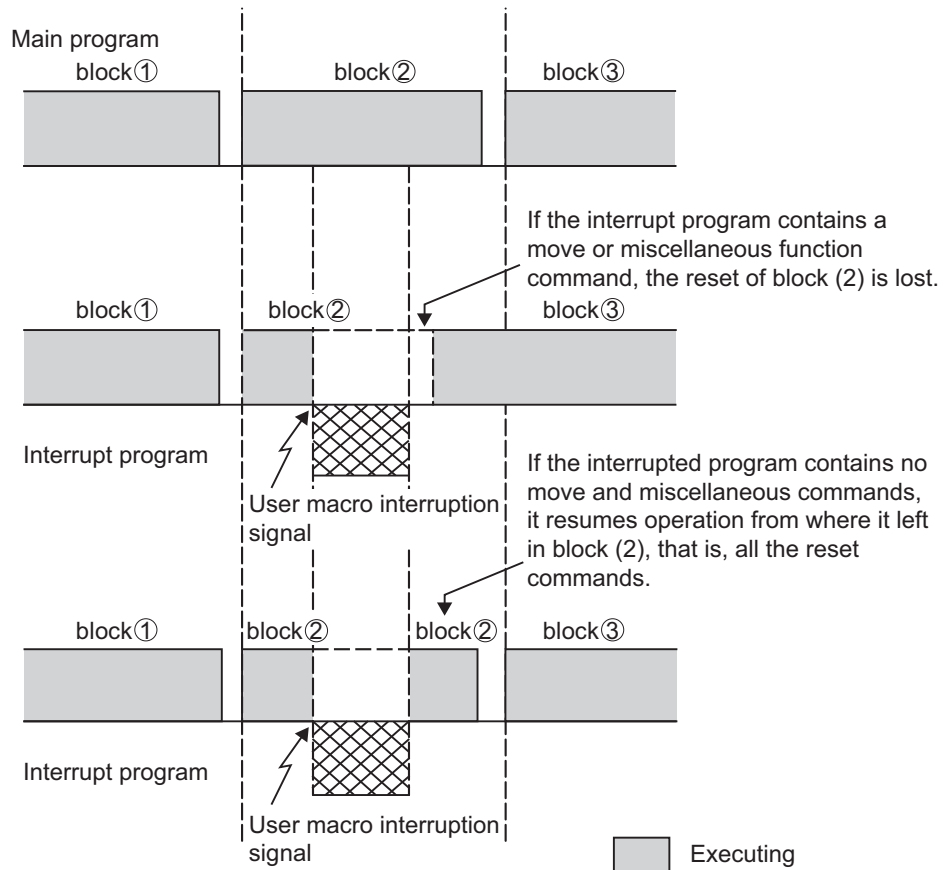 Main program
block① block② block③
If the interrupt program contains a
move or miscellaneous function
command, the reset of block (2) is lost.
block① block② block③
Interrupt program
User macro interruption
signal
If the interrupted program contains no
move and miscellaneous commands,
it resumes operation from where it left
in block (2), that is, all the reset
commands.
block① block② block② block③
Interrupt program
User macro interruption
signal
Executing